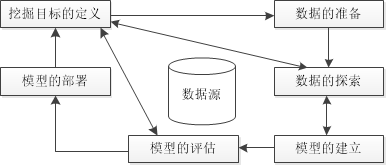 挖掘目标的定义
数据的准备
模型的部署
数据源
数据的探索
模型的评估
模型的建立